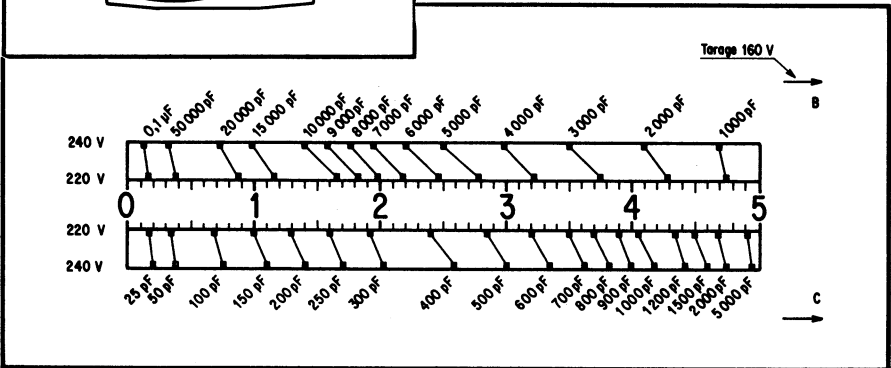 Tarage 160 V
B
0,1 µF 50 000 pF 20 000 pF 15 000 pF 10 000 pF 9 000 pF 8 000 pF 7 000 pF 6 000 pF 5 000 pF 4 000 pF 3 000 pF 2 000 pF 1000 pF
240 V
220 V
0 1 2 3 4 5
220 V
240 V
25 pF 50 pF 100 pF 150 pF 200 pF 250 pF 300 pF 400 pF 500 pF 600 pF 700 pF 800 pF 900 pF 1000 pF 1200 pF 1500 pF 2000 pF 5000 pF
C